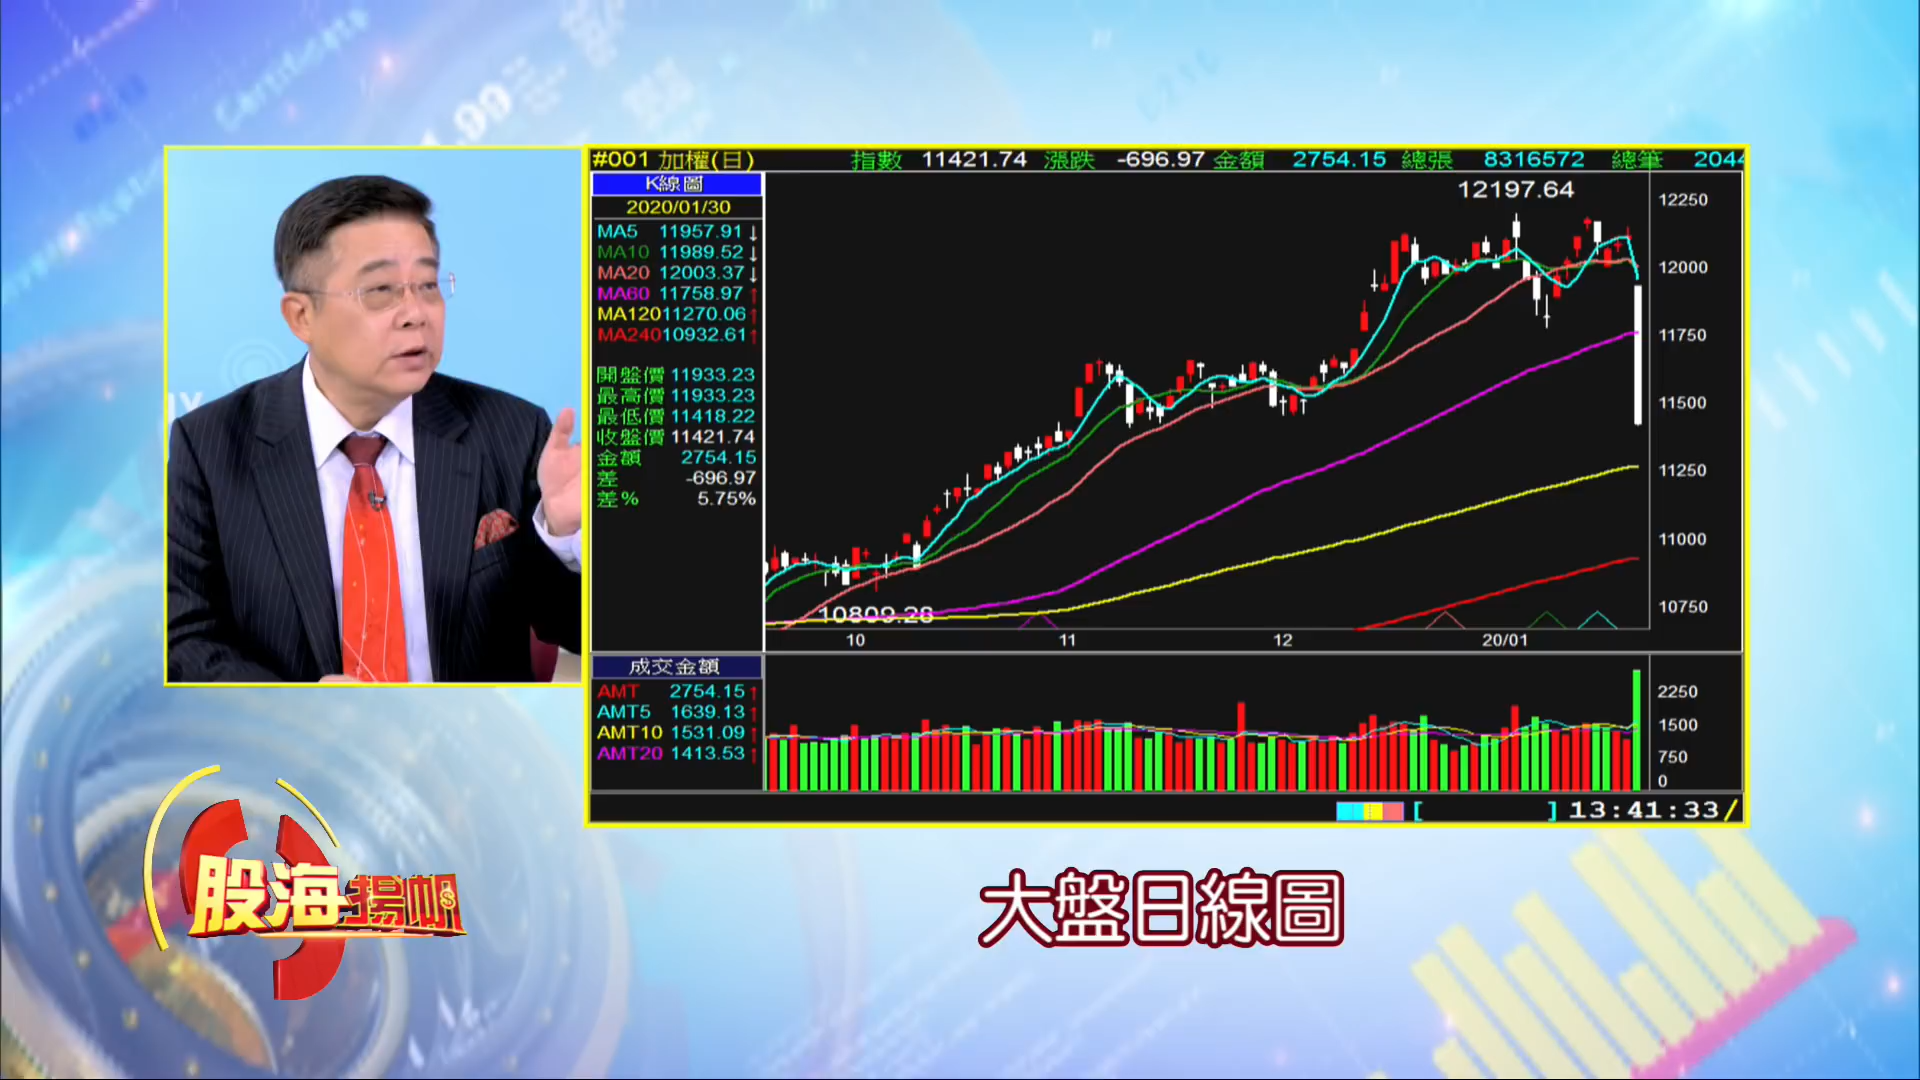 #001 加權(日) 指數 11421.74 漲跌 -696.97 金額 2754.15 總張 8316572 總筆 2044
K線圖
2020/01/30
MA5 11957.91↓
MA10 11989.52↓
MA20 12003.37↓
MA60 11758.97↑
MA120 11270.06↑
MA240 10932.61↑
開盤價 11933.23
最高價 11933.23
最低價 11418.22
收盤價 11421.74
金額 2754.15
差 -696.97
差% 5.75%
12197.64
10809.28
12250
12000
11750
11500
11250
11000
10750
10 11 12 20/01
成交金額
AMT 2754.15↑
AMT5 1639.13↑
AMT10 1531.09↑
AMT20 1413.53↑
2250
1500
750
0
[ ] 13:41:33/
股海揚帆
大盤日線圖